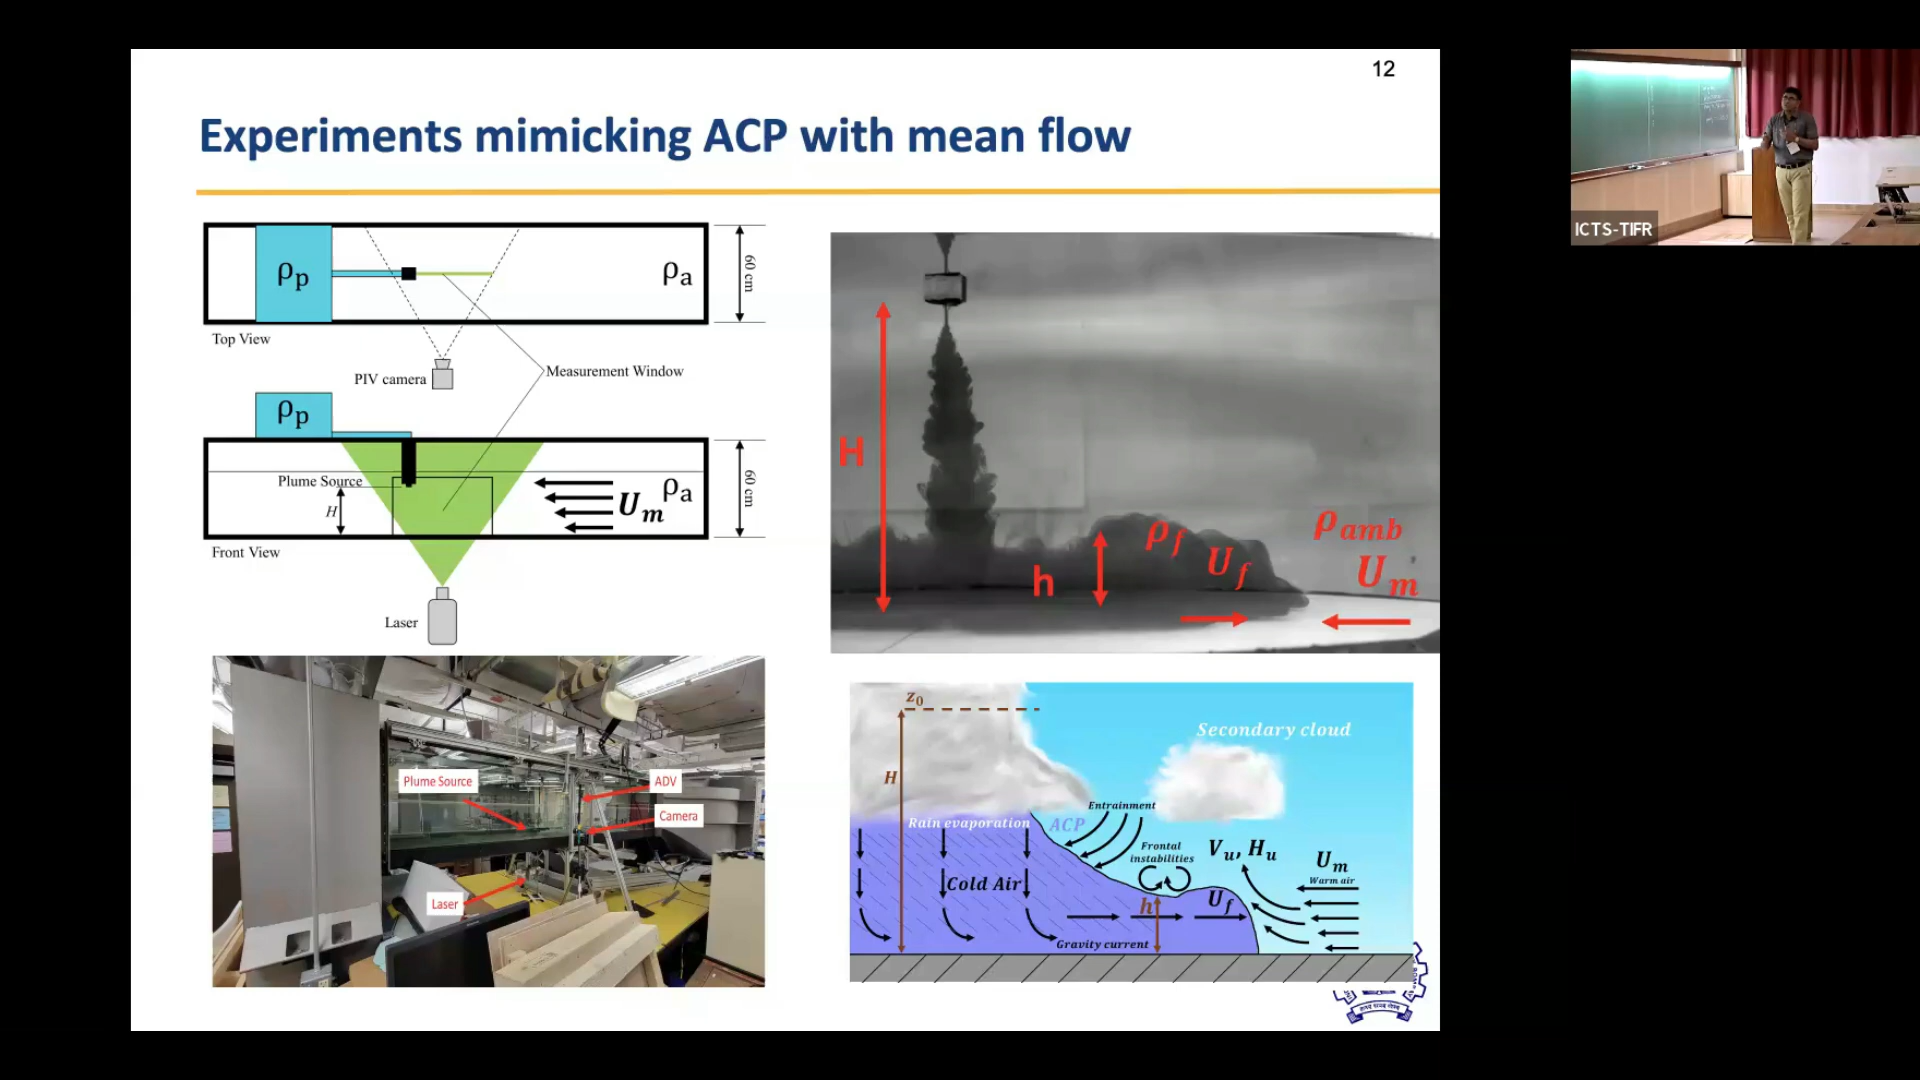 12
Experiments mimicking ACP with mean flow
ρp
ρa
60 cm
Top View
PIV camera
Measurement Window
ρp
Plume Source
H
Um
ρa
60 cm
Front View
Laser
H
h
ρf
Uf
ρamb
Um
Plume Source
ADV
Camera
Laser
z0
H
Secondary cloud
Entrainment
Rain evaporation
ACP
Frontal
instabilities
Vu, Hu
Um
Warm air
Cold Air
h
Uf
Gravity current
ICTS-TIFR